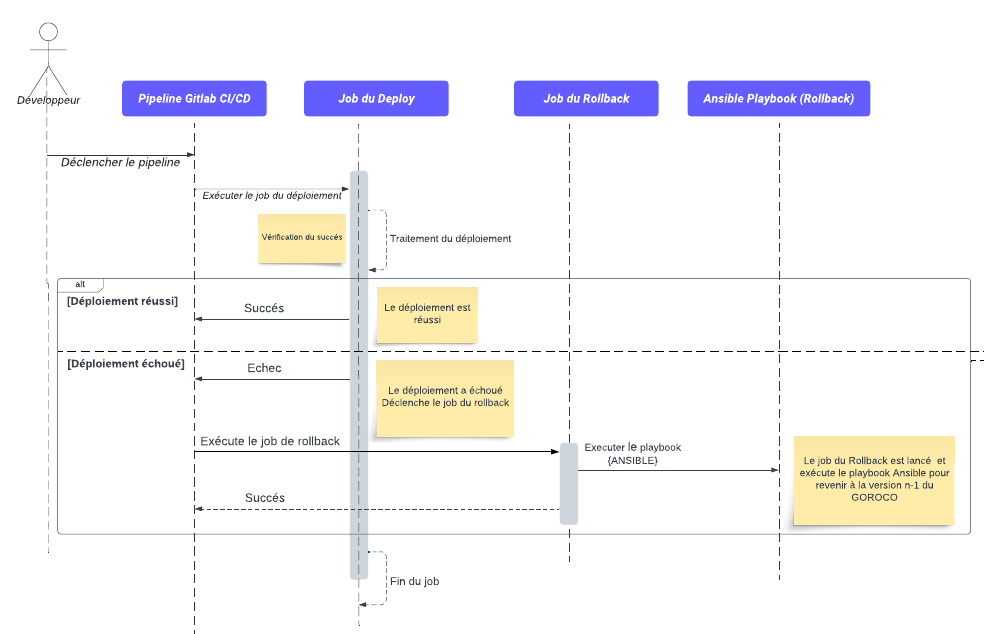 Développeur
Pipeline Gitlab CI/CD
Job du Deploy
Job du Rollback
Ansible Playbook (Rollback)
Déclencher le pipeline
Exécuter le job du déploiement
Vérification du succés
Traitement du déploiement
alt
[Déploiement réussi]
Succés
Le déploiement est
réussi
[Déploiement échoué]
Echec
Le déploiement a échoué
Déclenche le job du rollback
Exécute le job de rollback
Executer le playbook
(ANSIBLE)
Le job du Rollback est lancé et
exécute le playbook Ansible pour
revenir à la version n-1 du
GOROCO
Succés
Fin du job